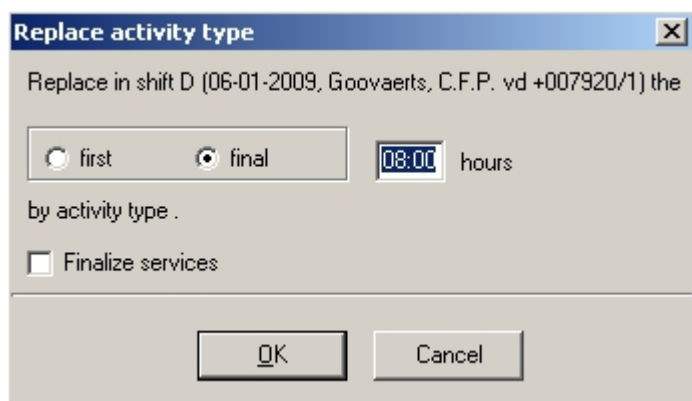 Replace activity type
Replace in shift D (06-01-2009, Goovaerts, C.F.P. vd +007920/1) the
first final 08:00 hours
by activity type .
Finalize services
OK Cancel